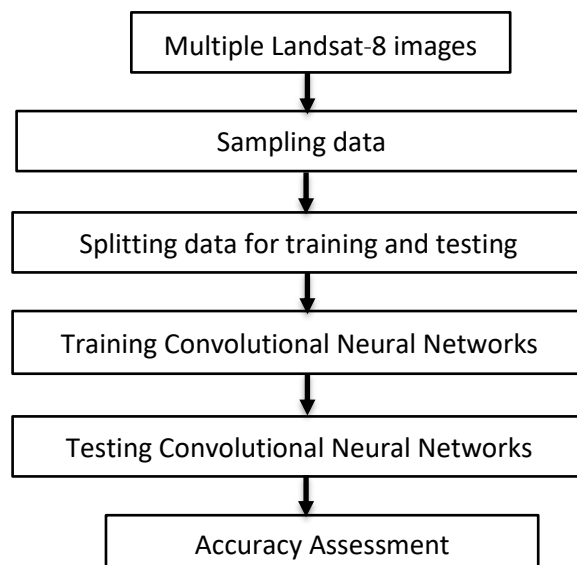 Multiple Landsat-8 images
Sampling data
Splitting data for training and testing
Training Convolutional Neural Networks
Testing Convolutional Neural Networks
Accuracy Assessment